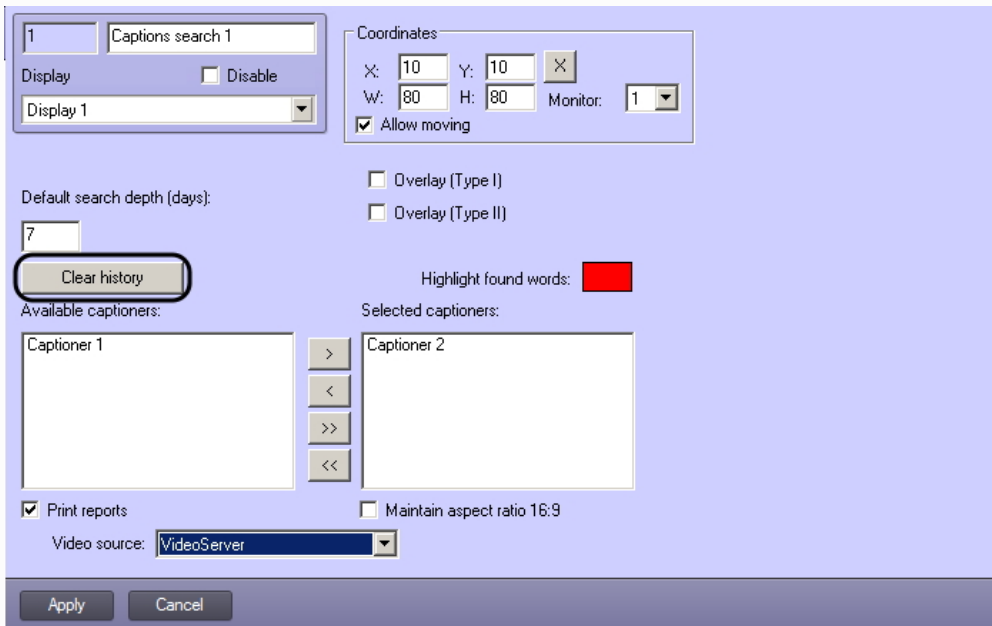 1 Captions search 1
Display Disable
Display 1
Coordinates
X: 10 Y: 10 X
W: 80 H: 80 Monitor: 1
Allow moving
Overlay (Type I)
Default search depth (days):
Overlay (Type II)
7
Clear history
Highlight found words:
Available captioners: Selected captioners:
Captioner 1 Captioner 2
>
<
>>
<<
Print reports Maintain aspect ratio 16:9
Video source: VideoServer
Apply Cancel